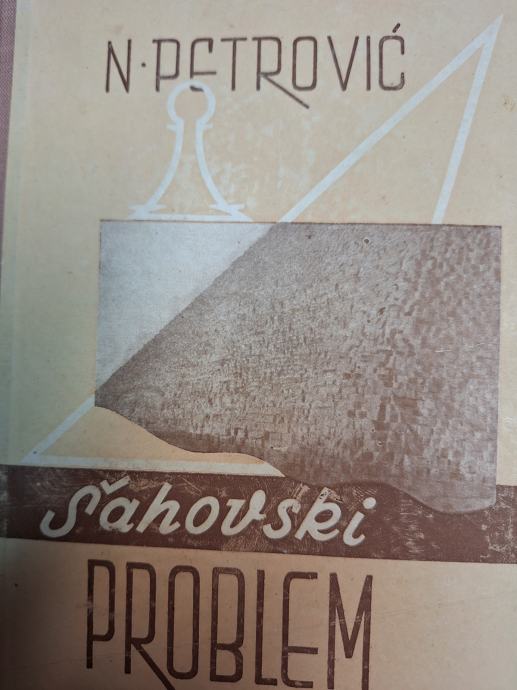 N. PETROVIĆ
Šahovski
PROBLEM